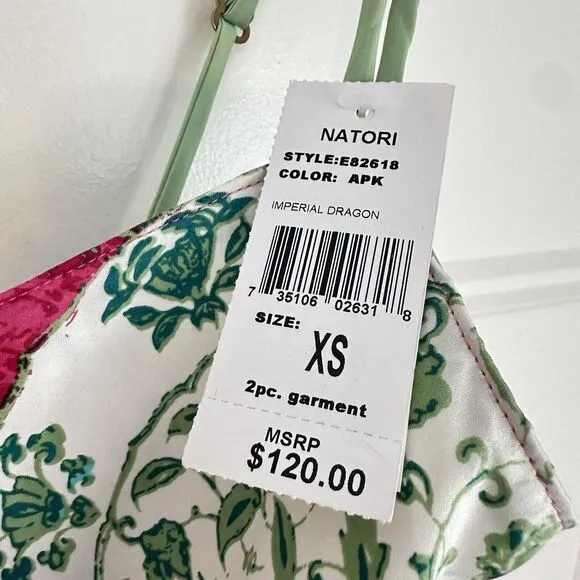 NATORI
STYLE:E82618
COLOR: APK
IMPERIAL DRAGON
7 35106 02631 8
SIZE:
XS
2pc. garment
MSRP
$120.00